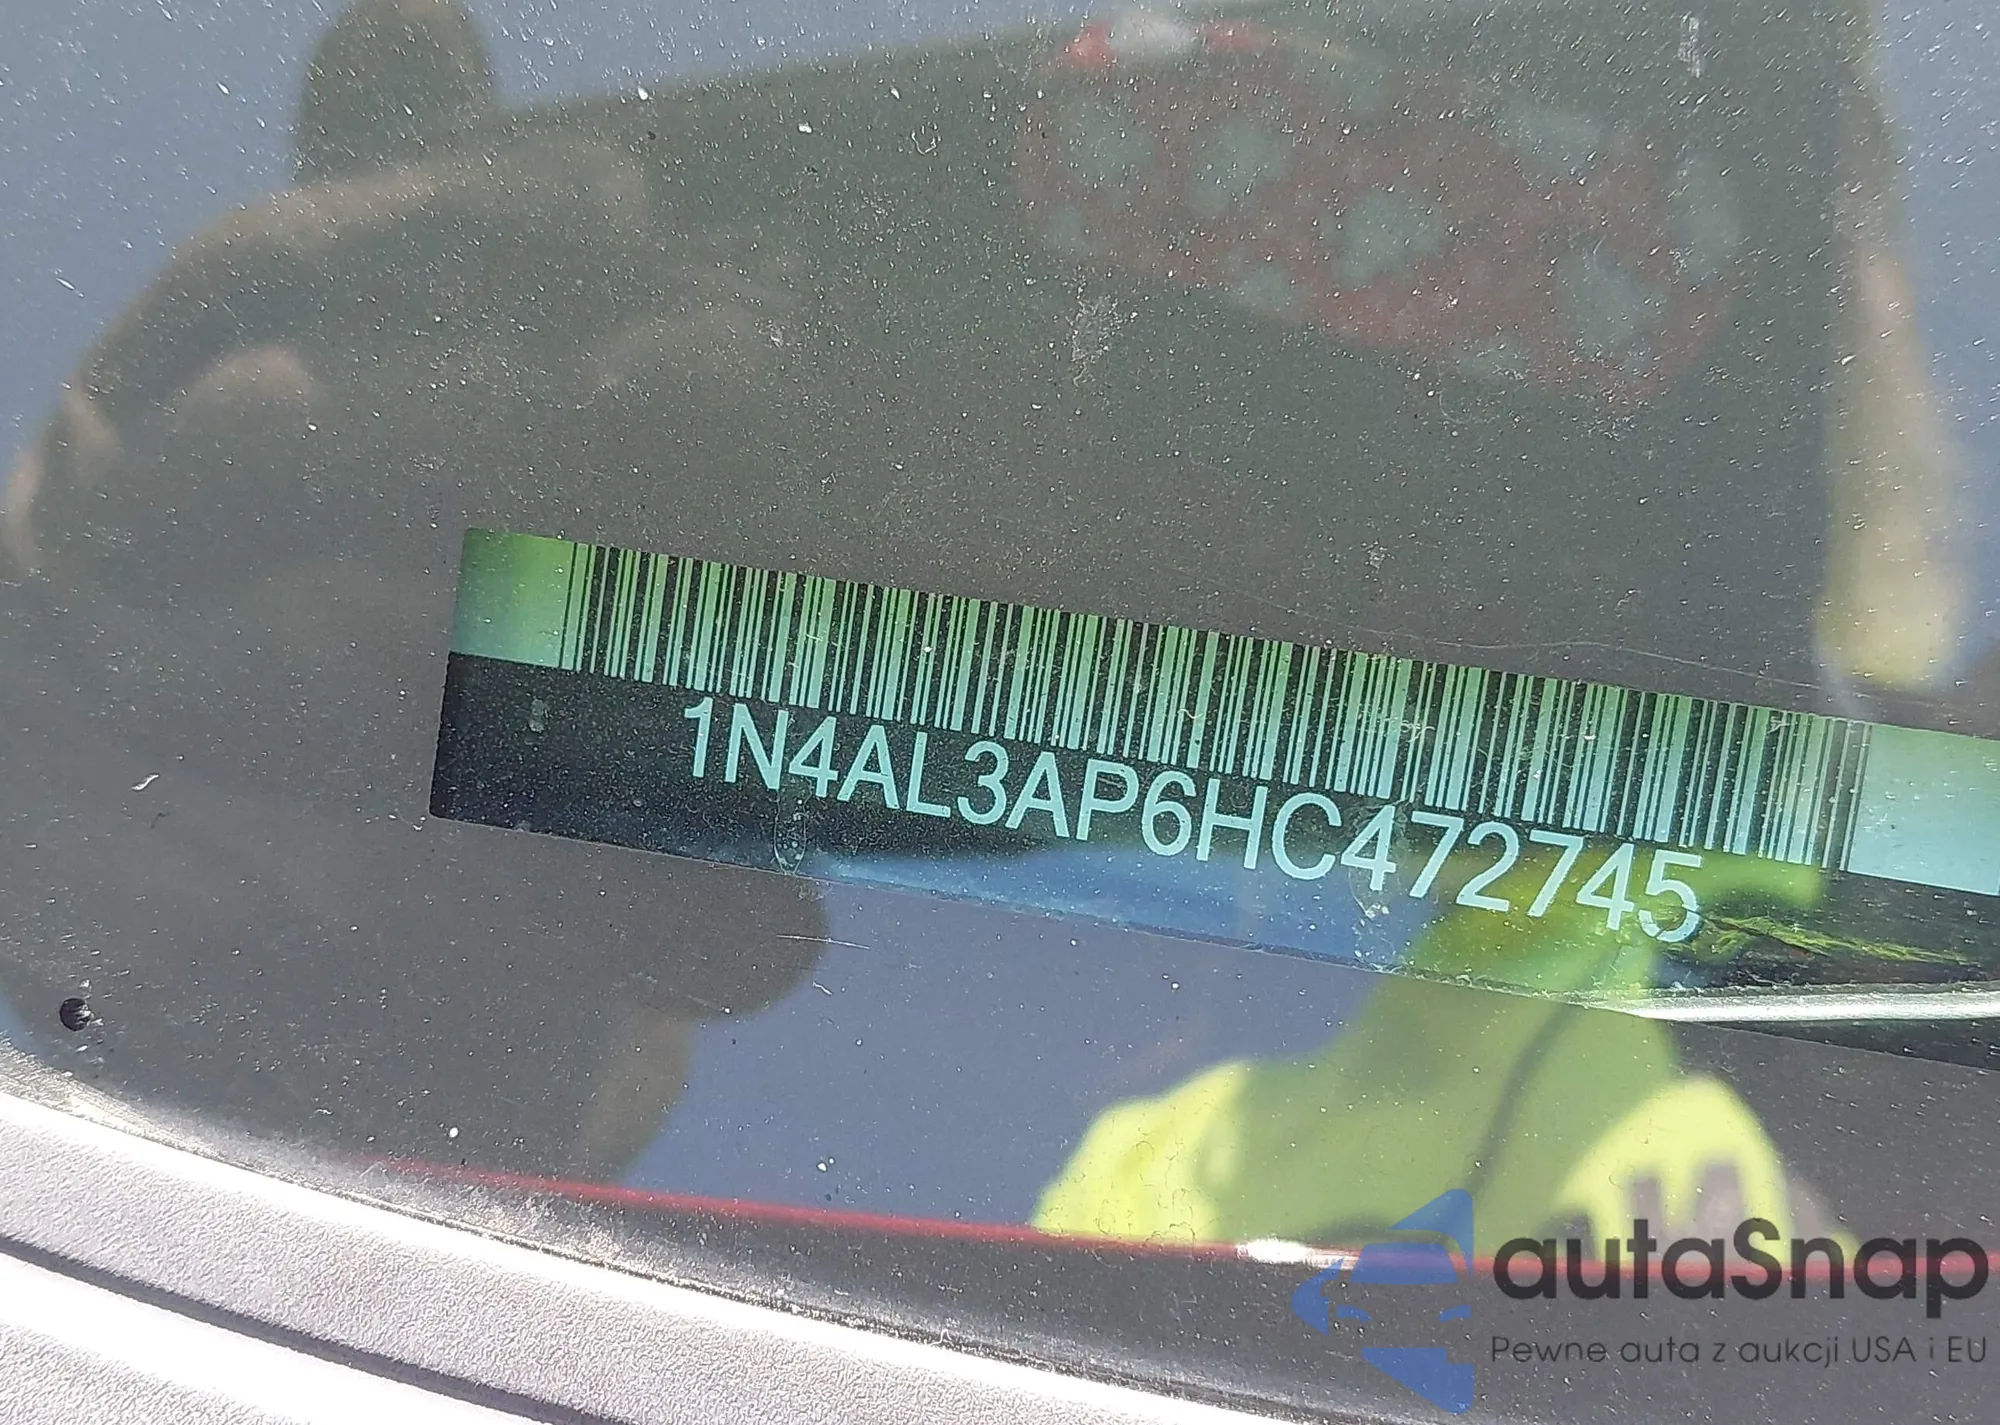 1N4AL3AP6HC472745
autaSnap
Pewne auta z aukcji USA i EU